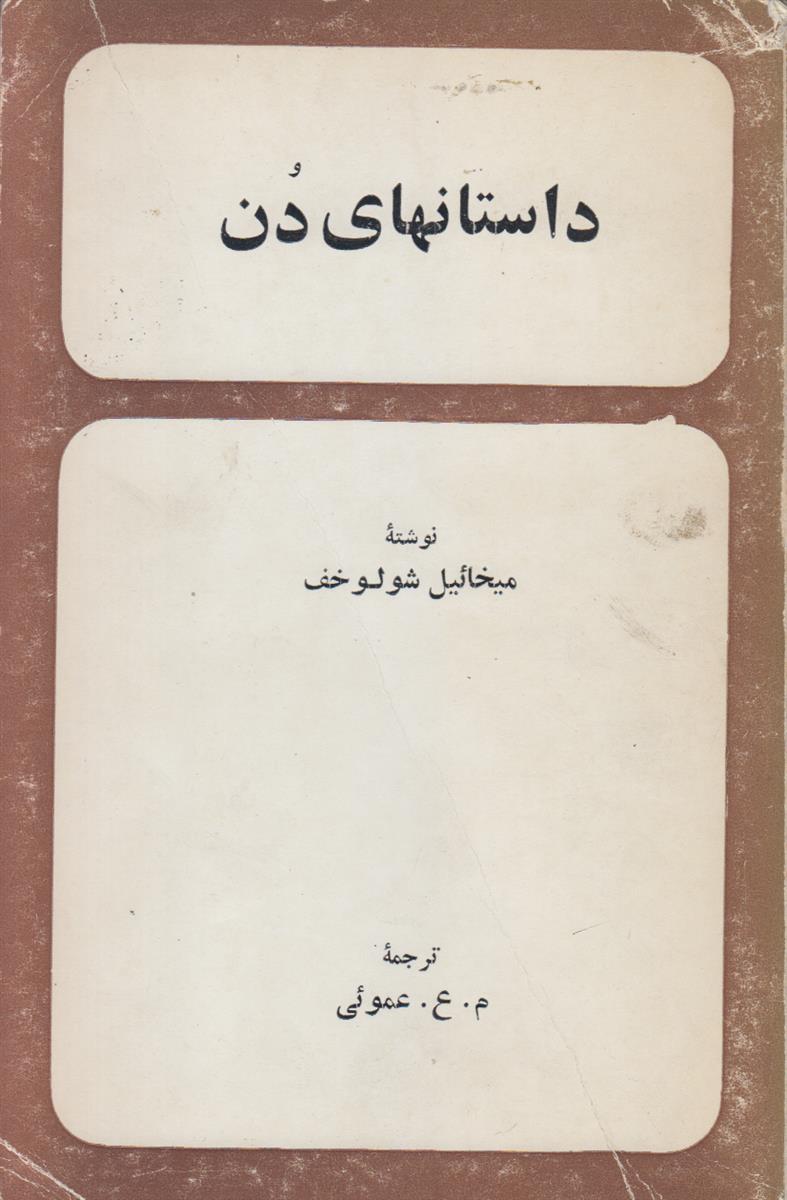 داستانهای دُن
نوشتهٔ
میخائیل شولوخف
ترجمهٔ
م. ع. عموئی